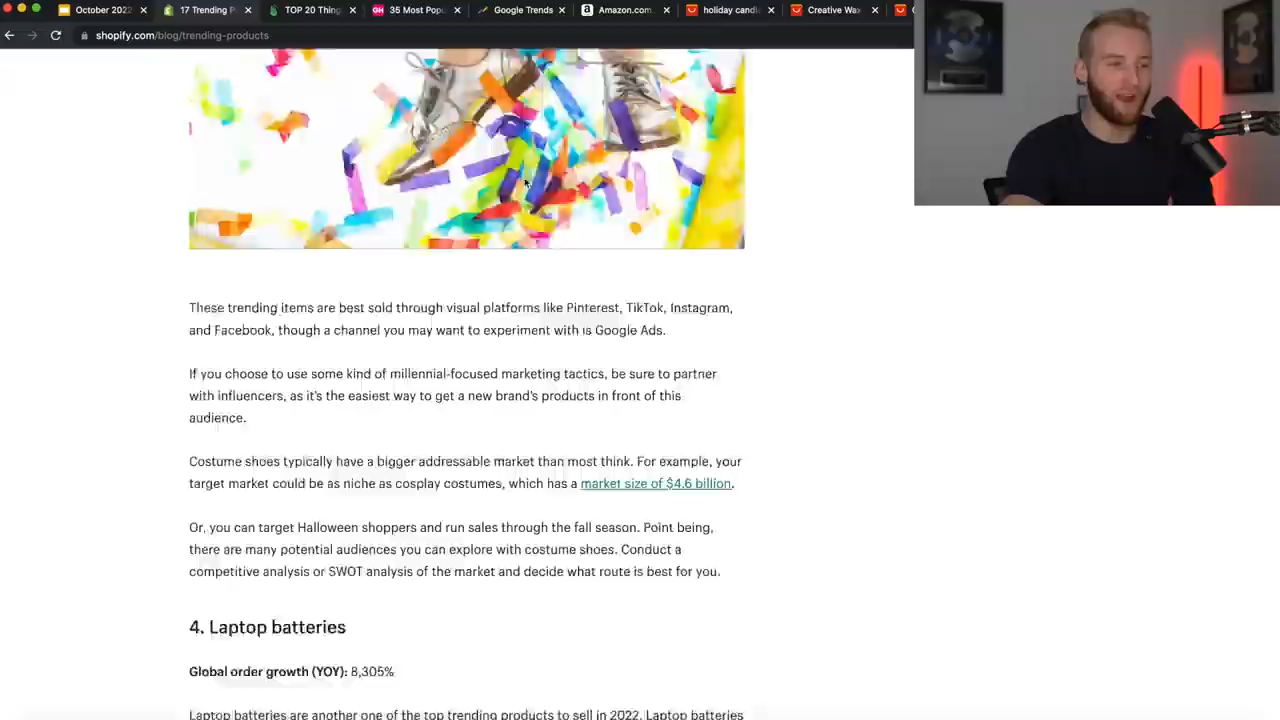 October 2022
17 Trending P
TOP 20 Thing
GH
35 Most Popu
Google Trends
a
Amazon.com
holiday candl
Creative Wax
shopify.com/blog/trending-products
These trending items are best sold through visual platforms like Pinterest, TikTok, Instagram,
and Facebook, though a channel you may want to experiment with is Google Ads.
If you choose to use some kind of millennial-focused marketing tactics, be sure to partner
with influencers, as it's the easiest way to get a new brand's products in front of this
audience.
Costume shoes typically have a bigger addressable market than most think. For example, your
target market could be as niche as cosplay costumes, which has a market size of $4.6 billion.
Or, you can target Halloween shoppers and run sales through the fall season. Point being,
there are many potential audiences you can explore with costume shoes. Conduct a
competitive analysis or SWOT analysis of the market and decide what route is best for you.
4. Laptop batteries
Global order growth (YOY): 8,305%
Laptop batteries are another one of the top trending products to sell in 2022. Laptop batteries